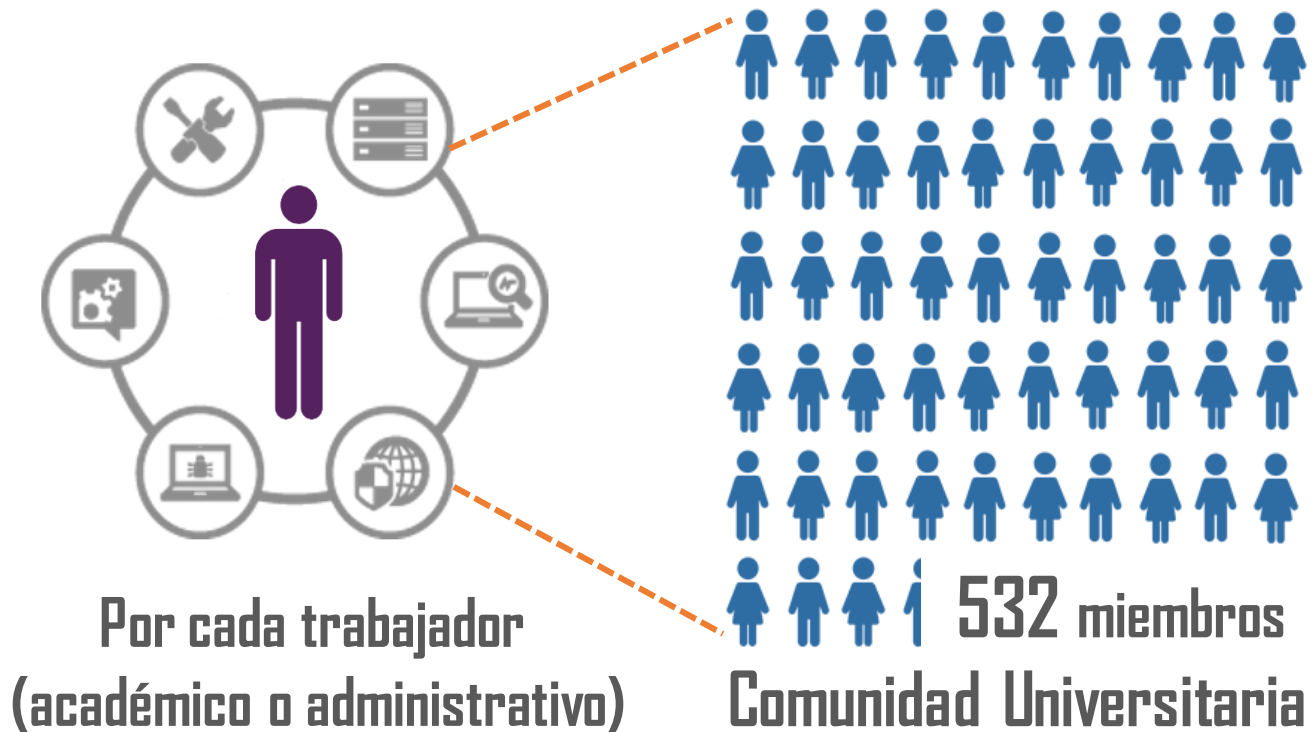 Por cada trabajador
(académico o administrativo)
532 miembros
Comunidad Universitaria